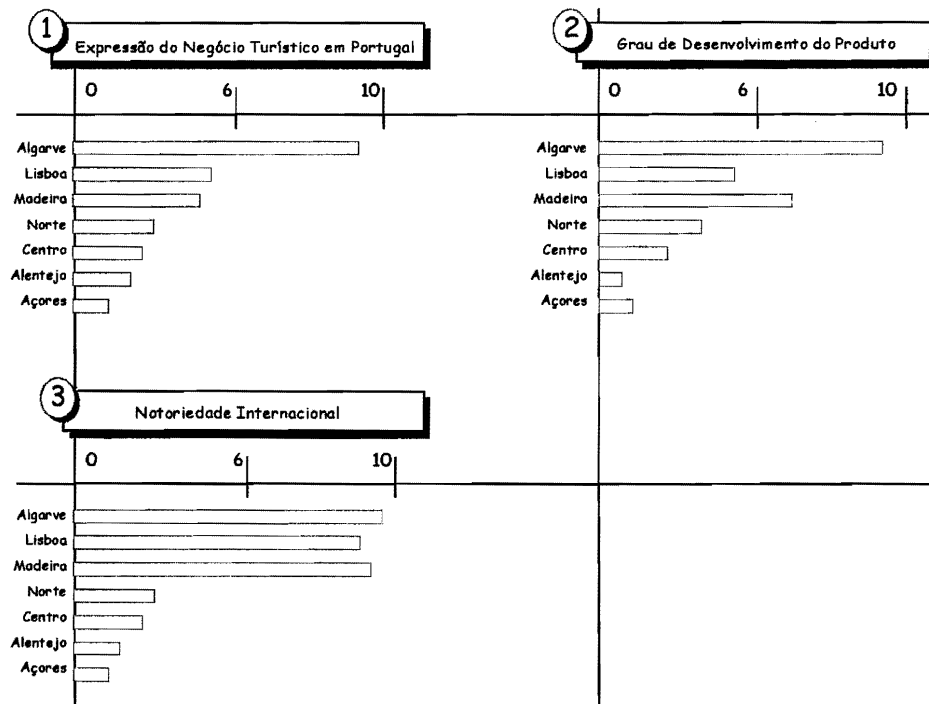 1
Expressão do Negócio Turístico em Portugal
0 6 10
Algarve
Lisboa
Madeira
Norte
Centro
Alentejo
Açores
2
Grau de Desenvolvimento do Produto
0 6 10
Algarve
Lisboa
Madeira
Norte
Centro
Alentejo
Açores
3
Notoriedade Internacional
0 6 10
Algarve
Lisboa
Madeira
Norte
Centro
Alentejo
Açores